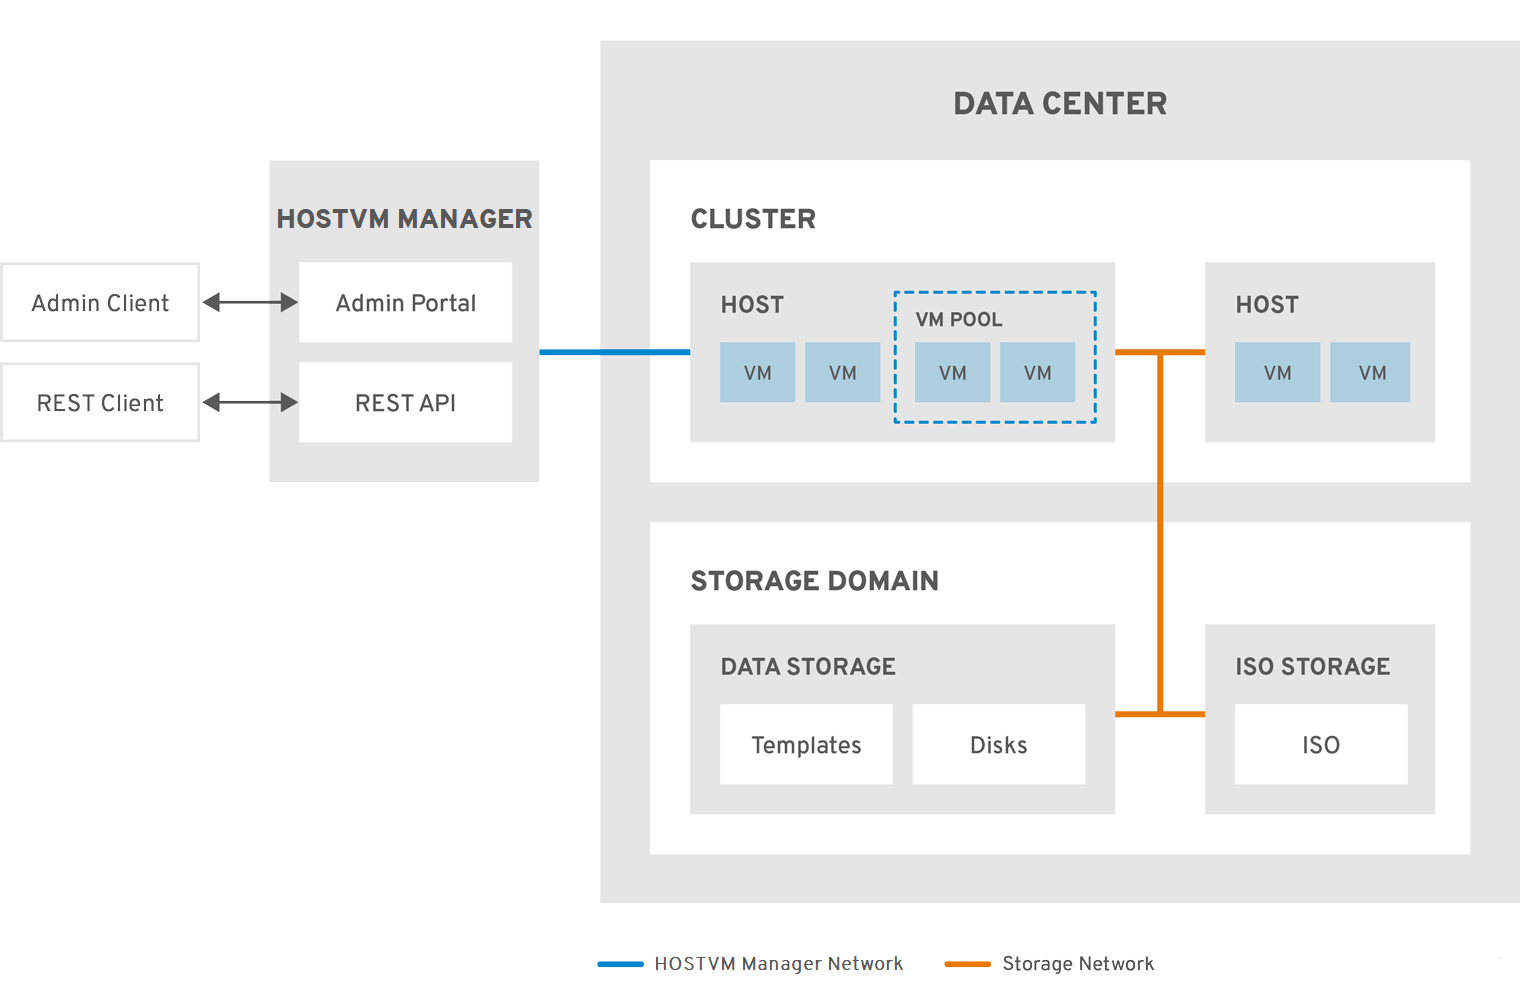 DATA CENTER
HOSTVM MANAGER
Admin Client
Admin Portal
REST Client
REST API
CLUSTER
HOST
VM POOL
VM
VM
VM
VM
HOST
VM
VM
STORAGE DOMAIN
DATA STORAGE
Templates
Disks
ISO STORAGE
ISO
HOSTVM Manager Network
Storage Network